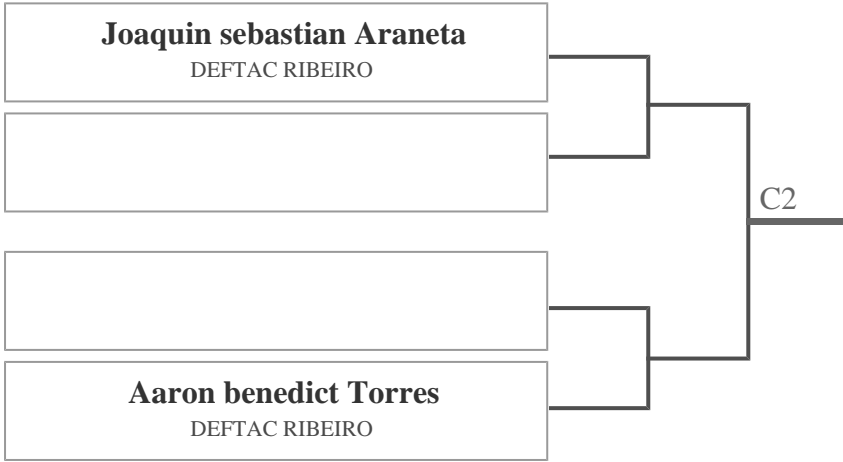 Joaquin sebastian Araneta
DEFTAC RIBEIRO
C2
Aaron benedict Torres
DEFTAC RIBEIRO